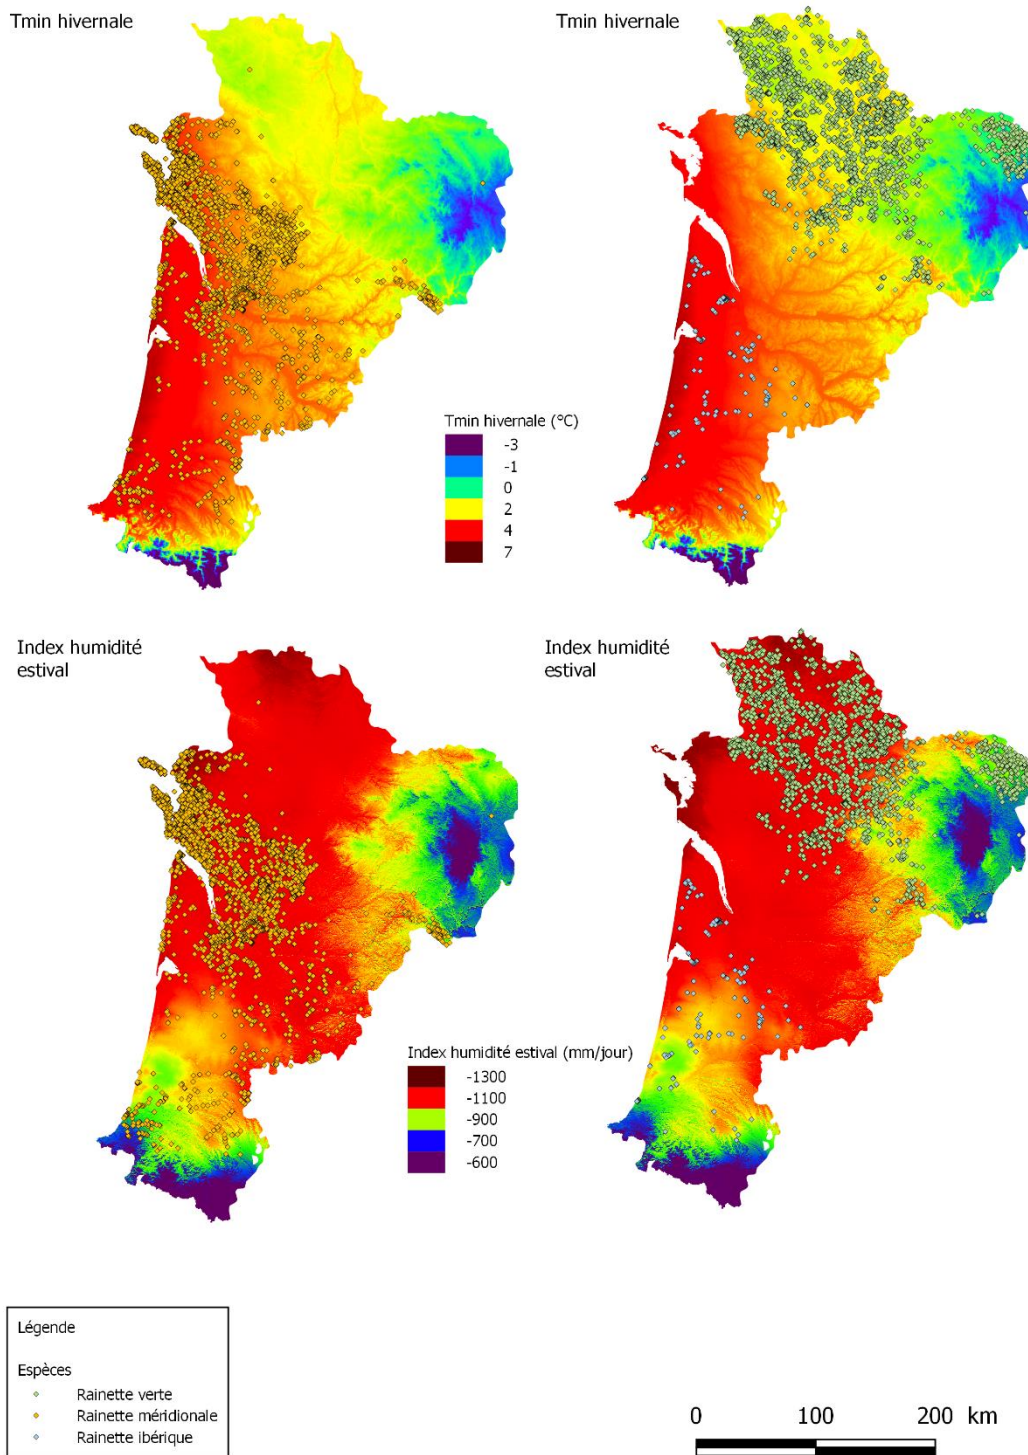 Tmin hivernale
Tmin hivernale
Tmin hivernale (°C)
-3
-1
0
2
4
7
Index humidité
estival
Index humidité
estival
Index humidité estival (mm/jour)
-1300
-1100
-900
-700
-600
Légende
Espèces
Rainette verte
Rainette méridionale
Rainette ibérique
0 100 200 km